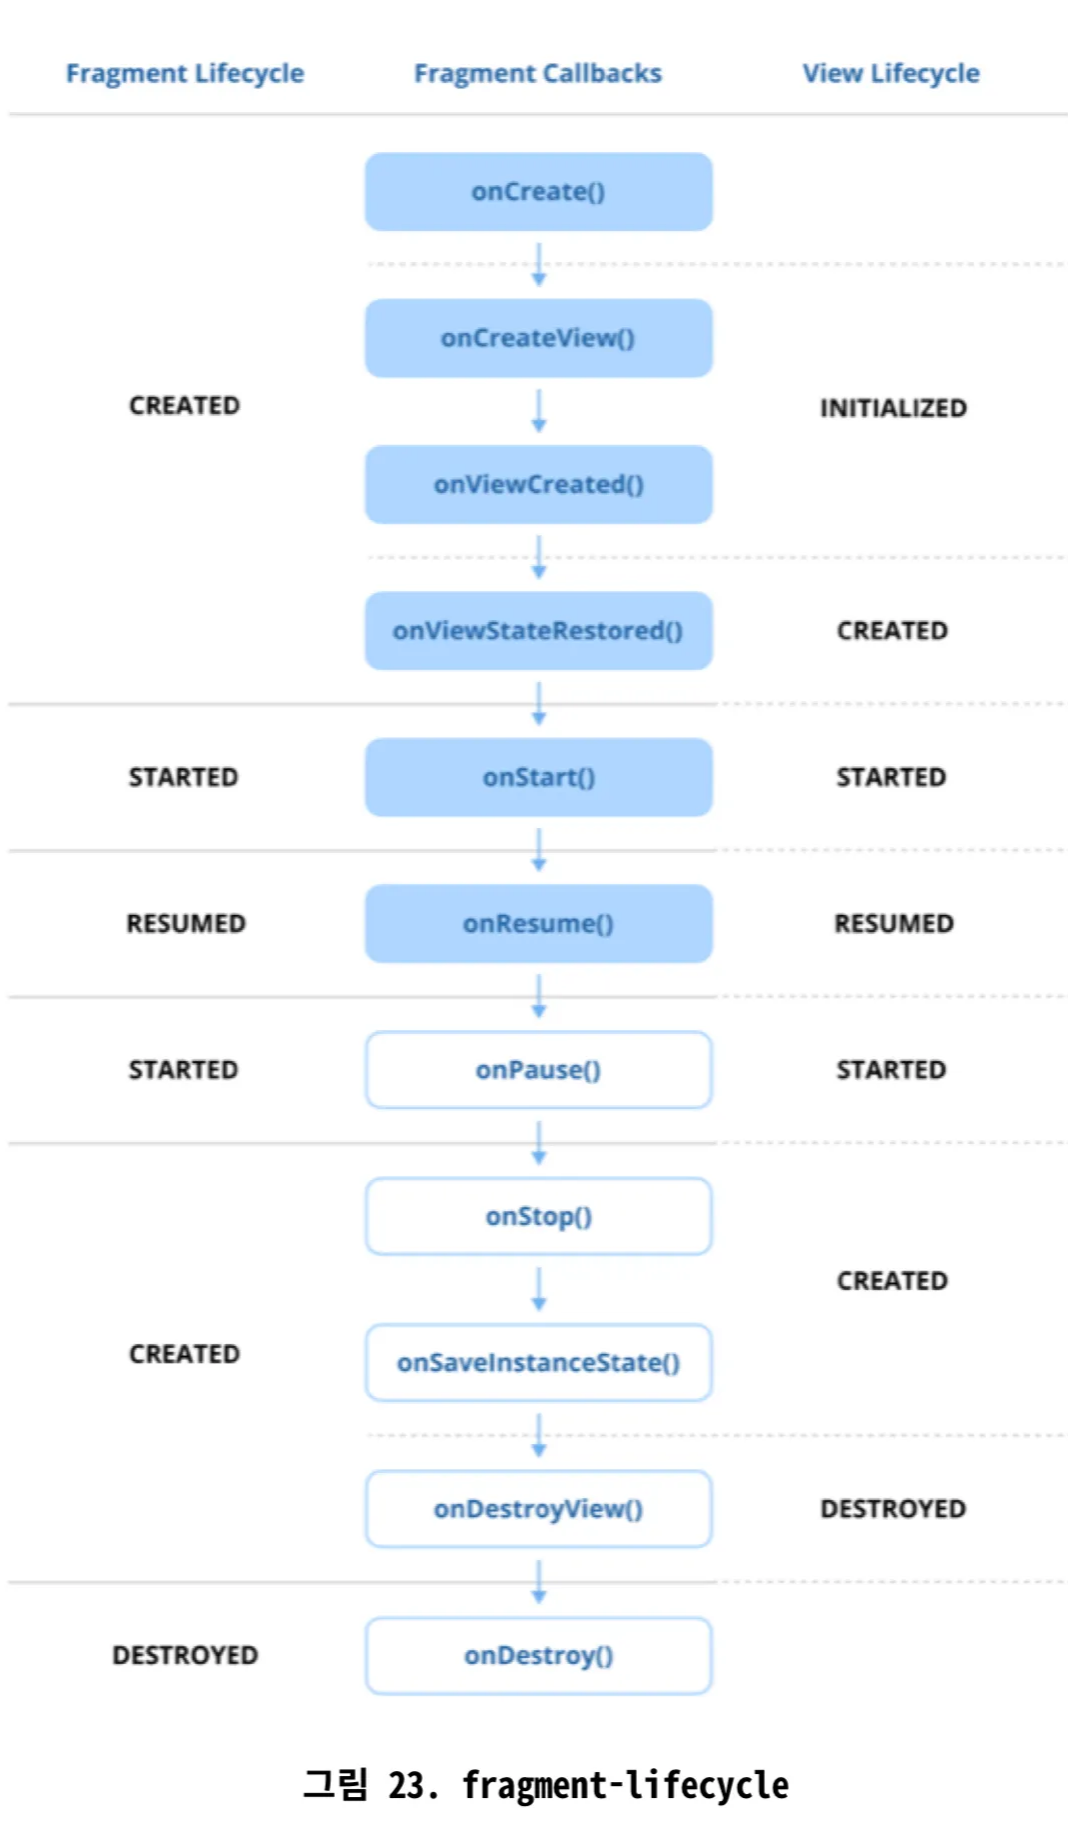 Fragment Lifecycle Fragment Callbacks View Lifecycle
onCreate()
onCreateView()
CREATED INITIALIZED
onViewCreated()
onViewStateRestored() CREATED
STARTED onStart() STARTED
RESUMED onResume() RESUMED
STARTED onPause() STARTED
onStop()
CREATED
CREATED onSaveInstanceState()
onDestroyView() DESTROYED
DESTROYED onDestroy()
그림 23. fragment-lifecycle